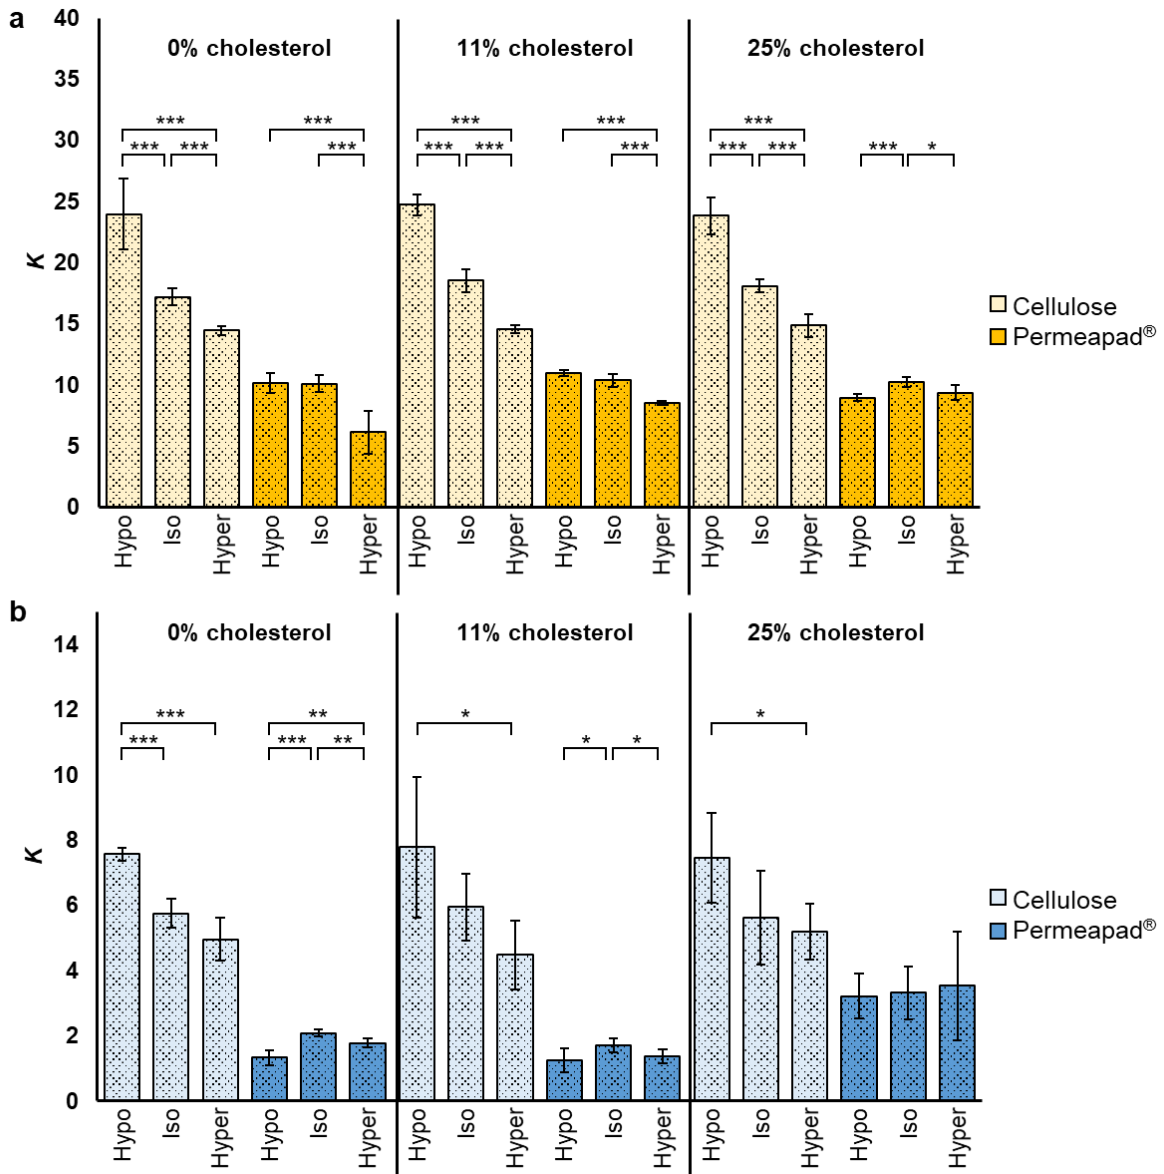 a
0% cholesterol 11% cholesterol 25% cholesterol
40
35
30
25
20
15
10
5
0
K
*** *** *** *** ***
*** *** *** *** *** *** *** *** *** *
Hypo Iso Hyper Hypo Iso Hyper Hypo Iso Hyper Hypo Iso Hyper Hypo Iso Hyper Hypo Iso Hyper
Cellulose
Permeapad®
b
0% cholesterol 11% cholesterol 25% cholesterol
14
12
10
8
6
4
2
0
K
*** ** * *
*** *** ** * *
Hypo Iso Hyper Hypo Iso Hyper Hypo Iso Hyper Hypo Iso Hyper Hypo Iso Hyper Hypo Iso Hyper
Cellulose
Permeapad®